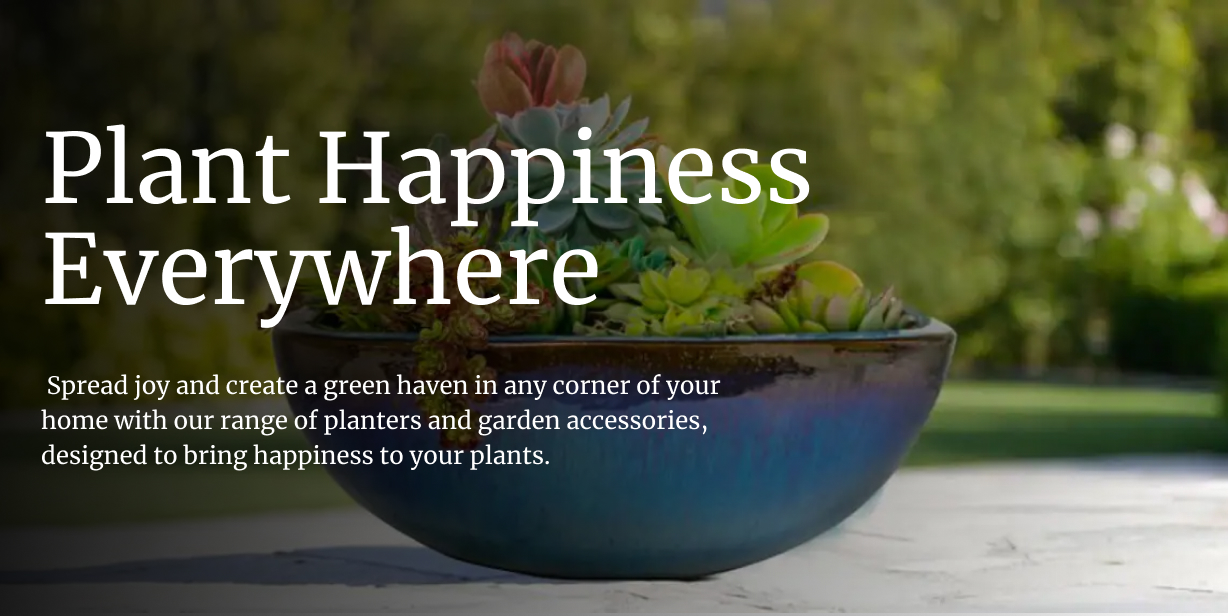 Plant Happiness
Everywhere
Spread joy and create a green haven in any corner of your
home with our range of planters and garden accessories,
designed to bring happiness to your plants.